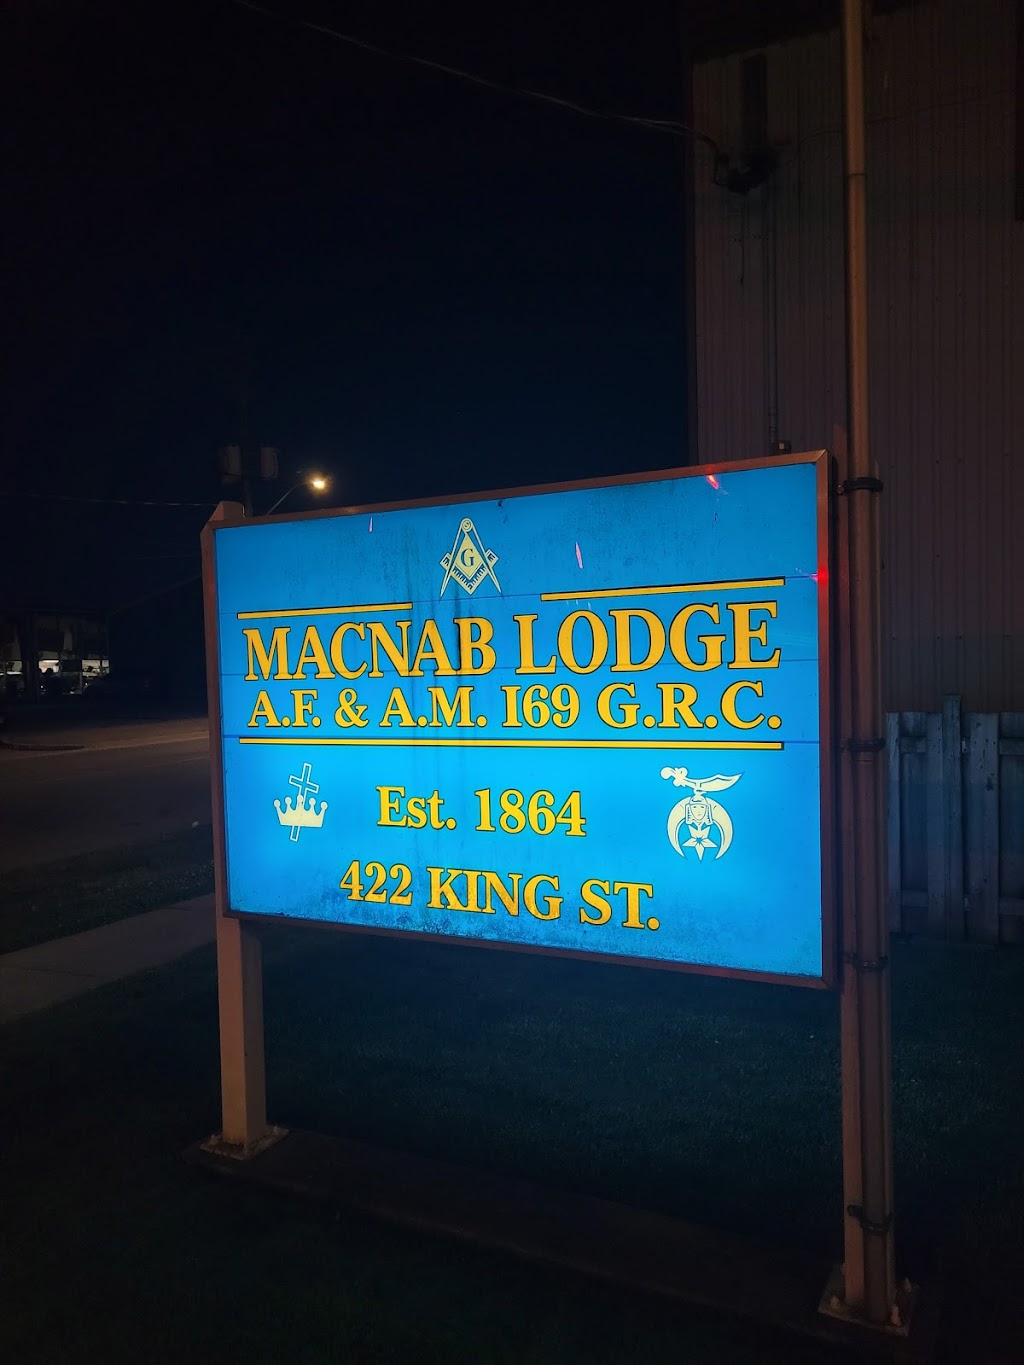 G
MACNAB LODGE
A.F. & A.M. 169 G.R.C.
Est. 1864
422 KING ST.